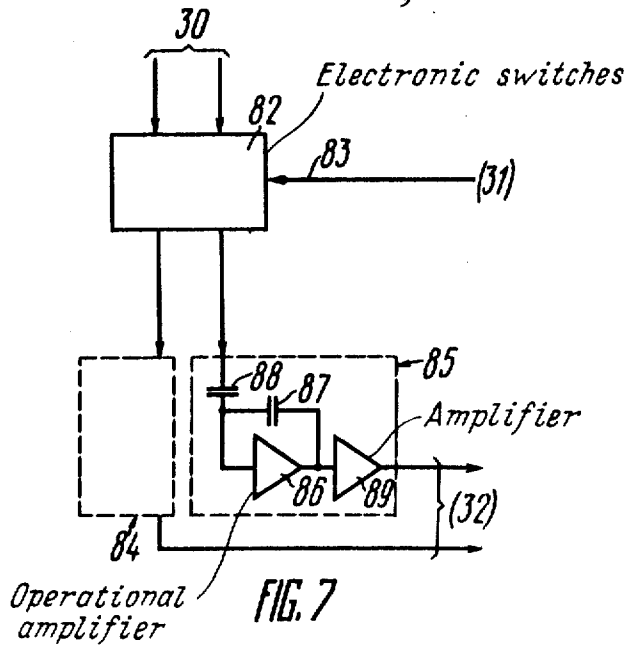 30
Electronic switches
82
83
(31)
85
88
87
Amplifier
86
89
(32)
84
Operational
amplifier
FIG. 7